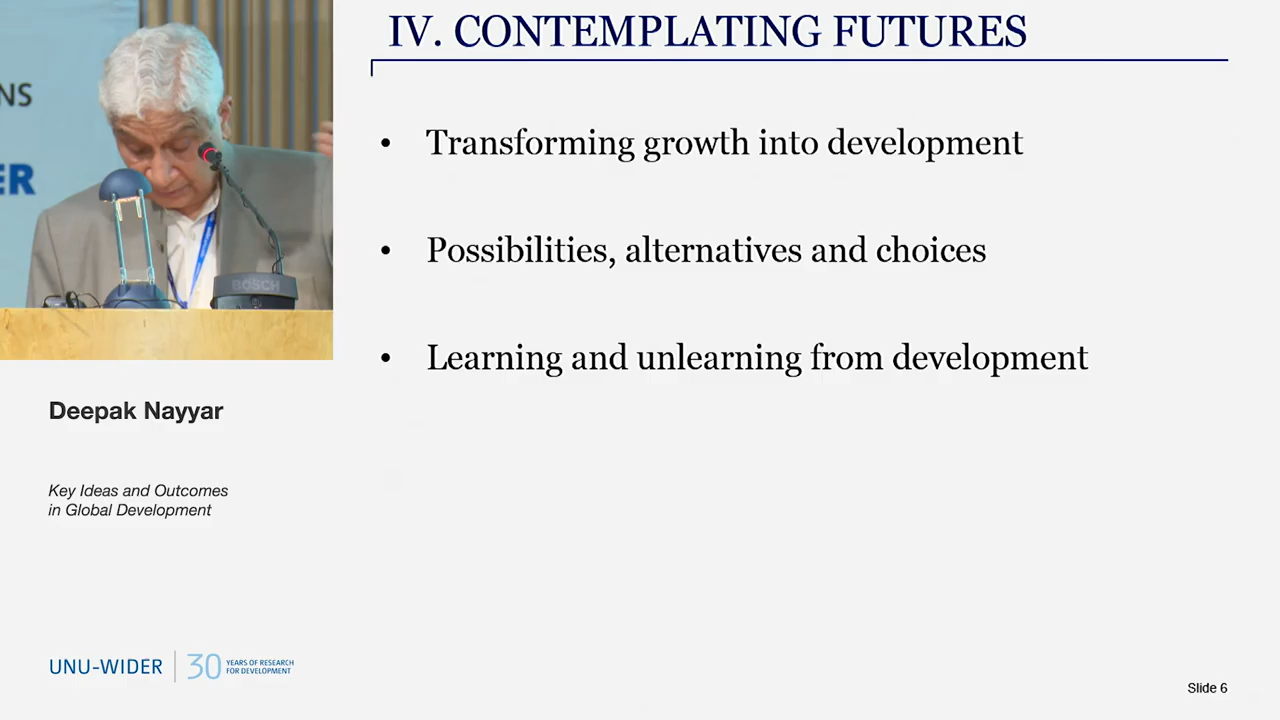 IV. CONTEMPLATING FUTURES
• Transforming growth into development
• Possibilities, alternatives and choices
• Learning and unlearning from development
NS
ER
BOSCH
Deepak Nayyar
Key Ideas and Outcomes
in Global Development
UNU-WIDER
30 YEARS OF RESEARCH
FOR DEVELOPMENT
Slide 6